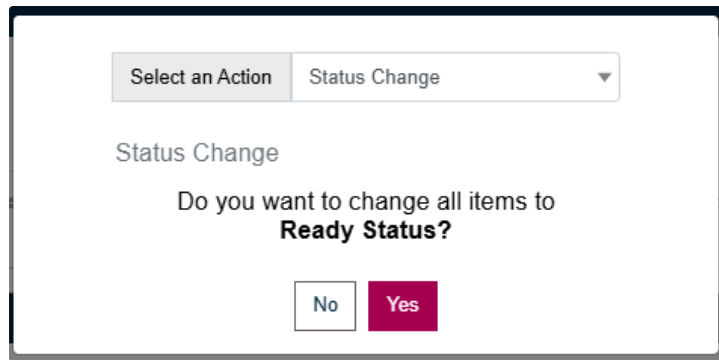 Select an Action Status Change
Status Change
Do you want to change all items to
Ready Status?
No Yes